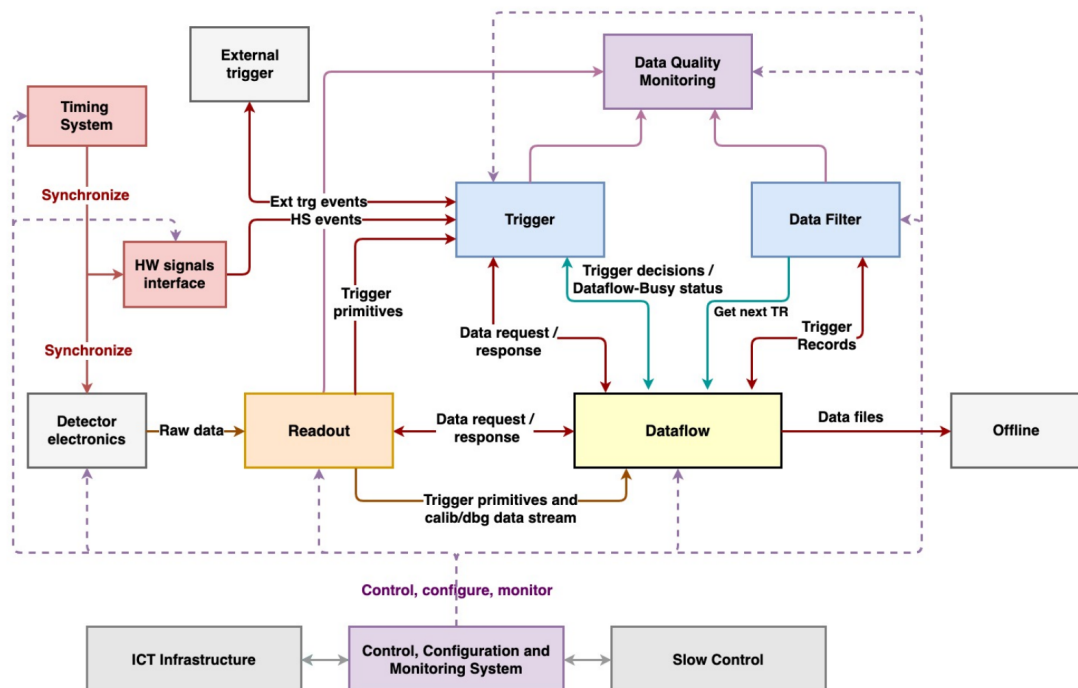 External
trigger
Data Quality
Monitoring
Timing
System
Synchronize
Ext trg events
HS events
Trigger
Data Filter
HW signals
interface
Trigger
primitives
Trigger decisions /
Dataflow-Busy status
Get next TR
Data request /
response
Trigger
Records
Synchronize
Detector
electronics
Raw data
Readout
Data request /
response
Dataflow
Data files
Offline
Trigger primitives and
calib/dbg data stream
Control, configure, monitor
ICT Infrastructure
Control, Configuration and
Monitoring System
Slow Control